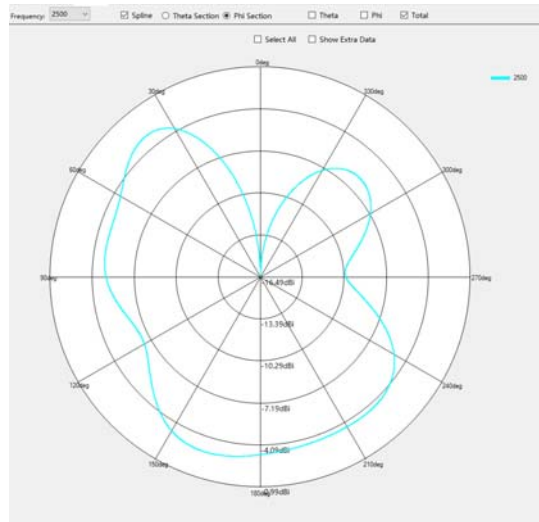 Frequency: 2500 Spline Theta Section Phi Section Theta Phi Total
Select All Show Extra Data
0deg
2500
30deg
330deg
60deg
300deg
90deg
270deg
-16.49dBi
-13.39dBi
-10.29dBi
120deg
240deg
-7.19dBi
-4.09dBi
150deg
210deg
180deg
-0.99dBi